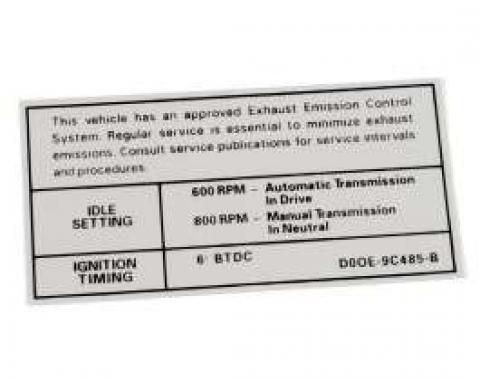 This vehicle has an approved Exhaust Emission Control
System. Regular service is essential to minimize exhaust
emissions. Consult service publications for service intervals
and procedures.
IDLE
SETTING
600 RPM - Automatic Transmission
In Drive
800 RPM - Manual Transmission
In Neutral
IGNITION
TIMING
6° BTDC
D0OE-9C485-B